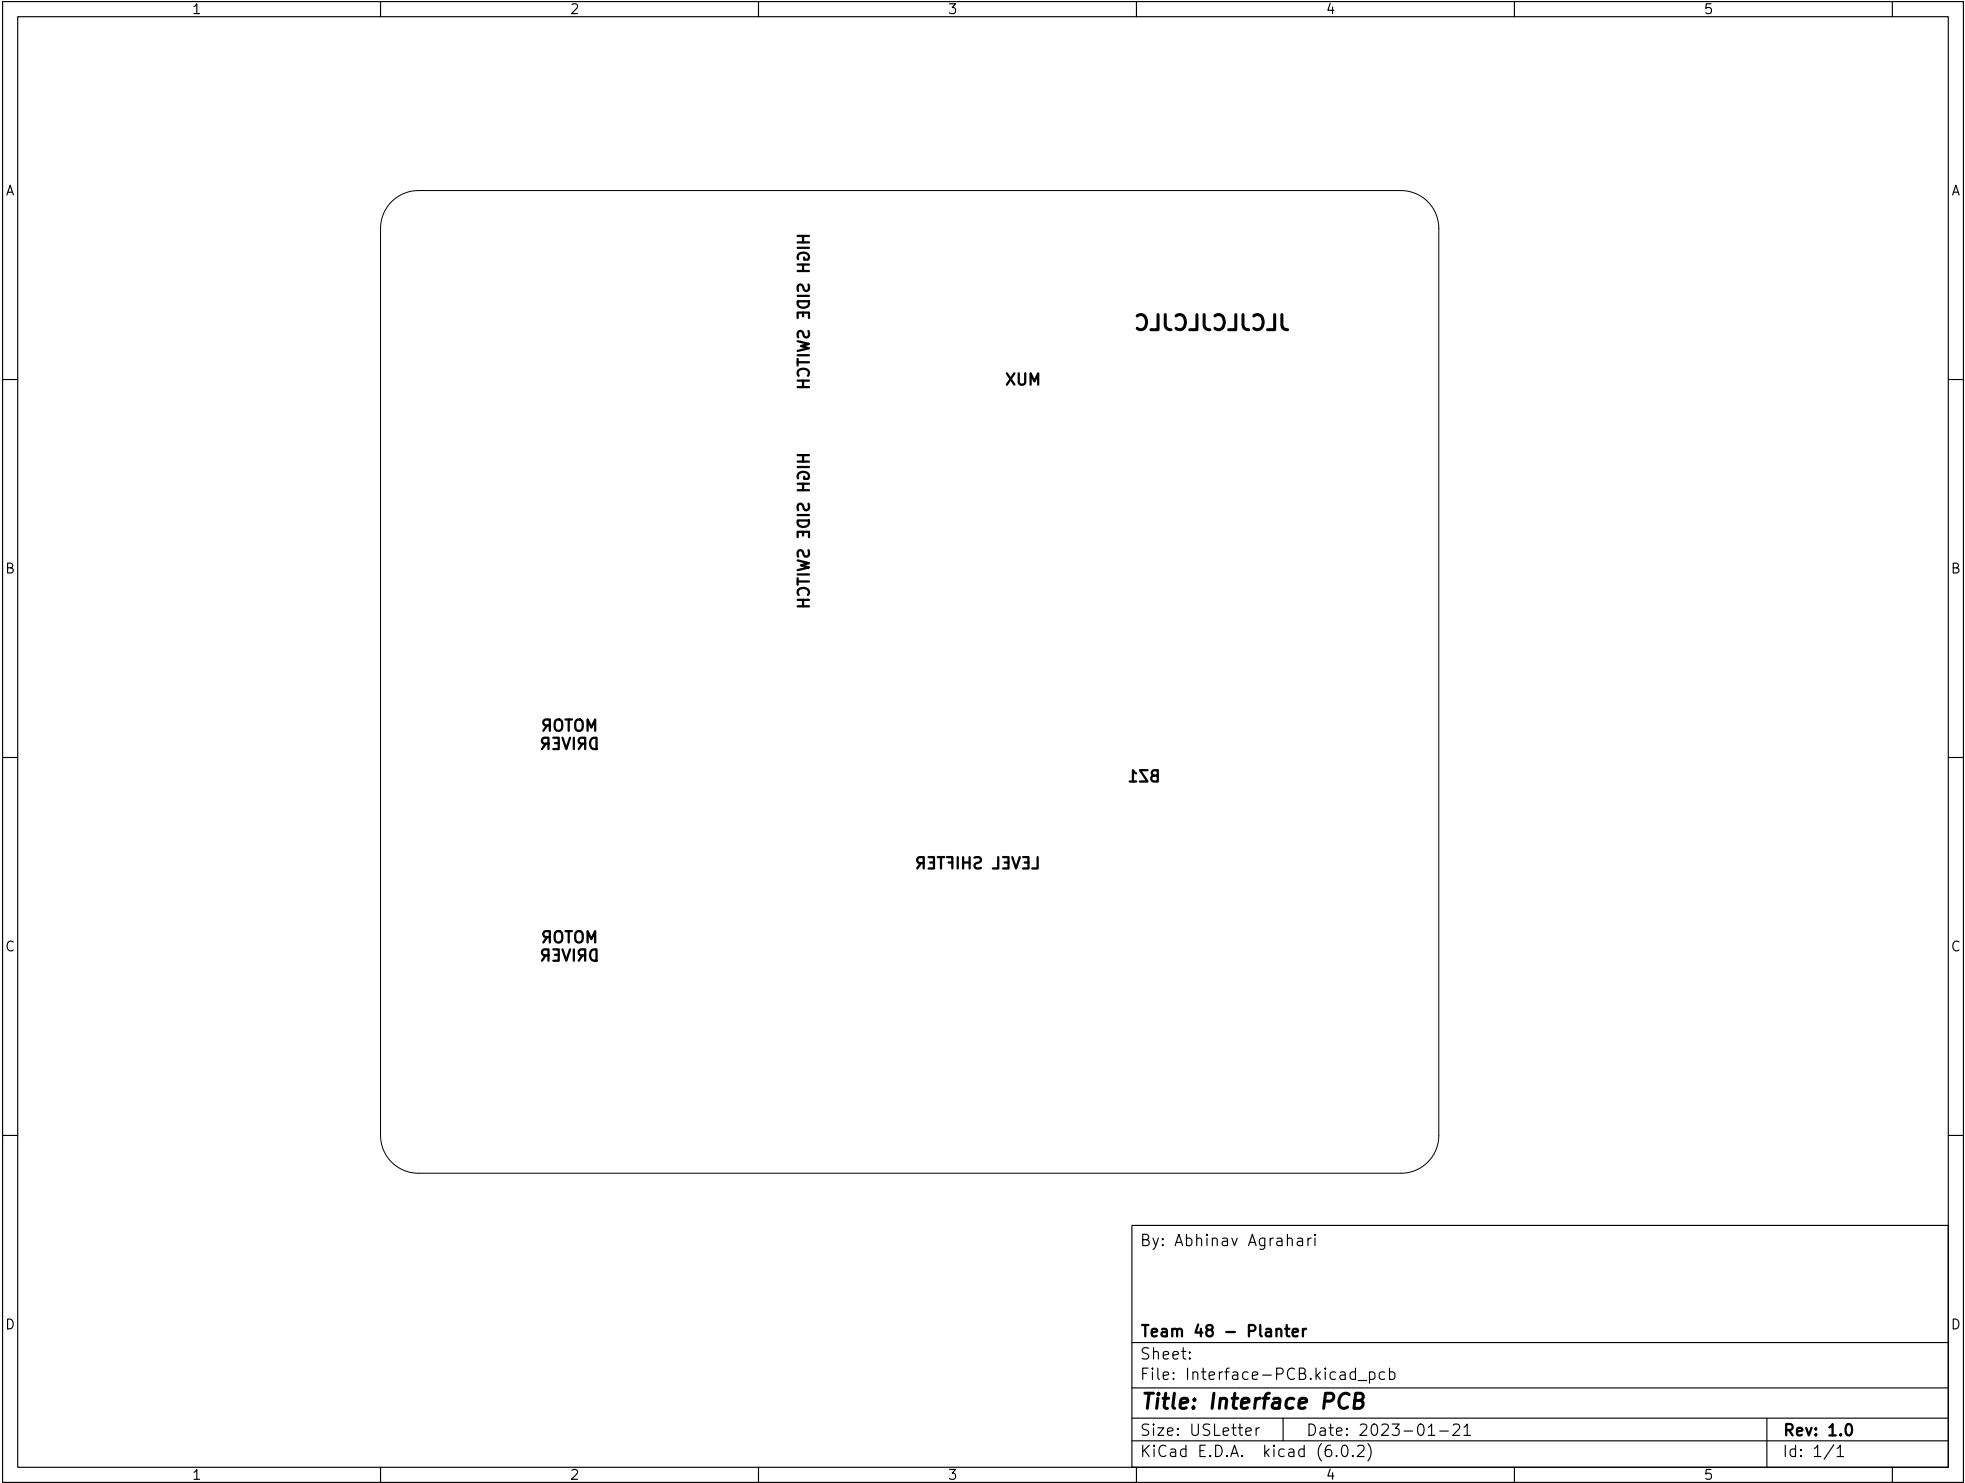 1 2 3 4 5
A A
HIGH SIDE SWITCH
JLCJLCJLCJLC
MUX
HIGH SIDE SWITCH
B B
MOTOR
DRIVER
BZ1
LEVEL SHIFTER
MOTOR
DRIVER
C C
By: Abhinav Agrahari
D D
Team 48 – Planter
Sheet:
File: Interface-PCB.kicad_pcb
Title: Interface PCB
Size: USLetter Date: 2023-01-21 Rev: 1.0
KiCad E.D.A. kicad (6.0.2) Id: 1/1
1 2 3 4 5